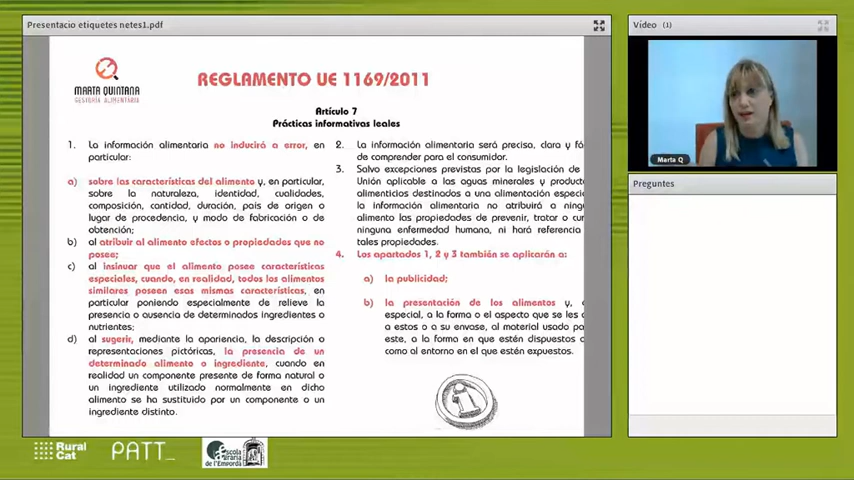 Presentacio etiquetes netes1.pdf
MARTA QUINTANA
GESTORIA ALIMENTARIA
REGLAMENTO UE 1169/2011
Artículo 7
Prácticas informativas leales
1. La información alimentaria no inducirá a error, en
particular:
a) sobre las características del alimento y, en particular,
sobre la naturaleza, identidad, cualidades,
composición, cantidad, duración, país de origen o
lugar de procedencia, y modo de fabricación o de
obtención;
b) al atribuir al alimento efectos o propiedades que no
posee;
c) al insinuar que el alimento posee características
especiales, cuando, en realidad, todos los alimentos
similares poseen esas mismas características, en
particular poniendo especialmente de relieve la
presencia o ausencia de determinados ingredientes o
nutrientes;
d) al sugerir, mediante la apariencia, la descripción o
representaciones pictóricas, la presencia de un
determinado alimento o ingrediente, cuando en
realidad un componente presente de forma natural o
un ingrediente utilizado normalmente en dicho
alimento se ha sustituido por un componente o un
ingrediente distinto.
2. La información alimentaria será precisa, clara y fá
de comprender para el consumidor.
3. Salvo excepciones previstas por la legislación de
Unión aplicable a las aguas minerales y product
alimenticios destinados a una alimentación especi
la información alimentaria no atribuirá a ning
alimento las propiedades de prevenir, tratar o cur
ninguna enfermedad humana, ni hará referencia
tales propiedades.
4. Los apartados 1, 2 y 3 también se aplicarán a:
a) la publicidad;
b) la presentación de los alimentos y,
especial, a la forma o el aspecto que se les
a estos o a su envase, al material usado pa
este, a la forma en que estén dispuestos
como al entorno en el que estén expuestos.
Vídeo (1)
Marta Q
Preguntes
Rural
Cat
PATT
escola
agrària
de l'Empordà